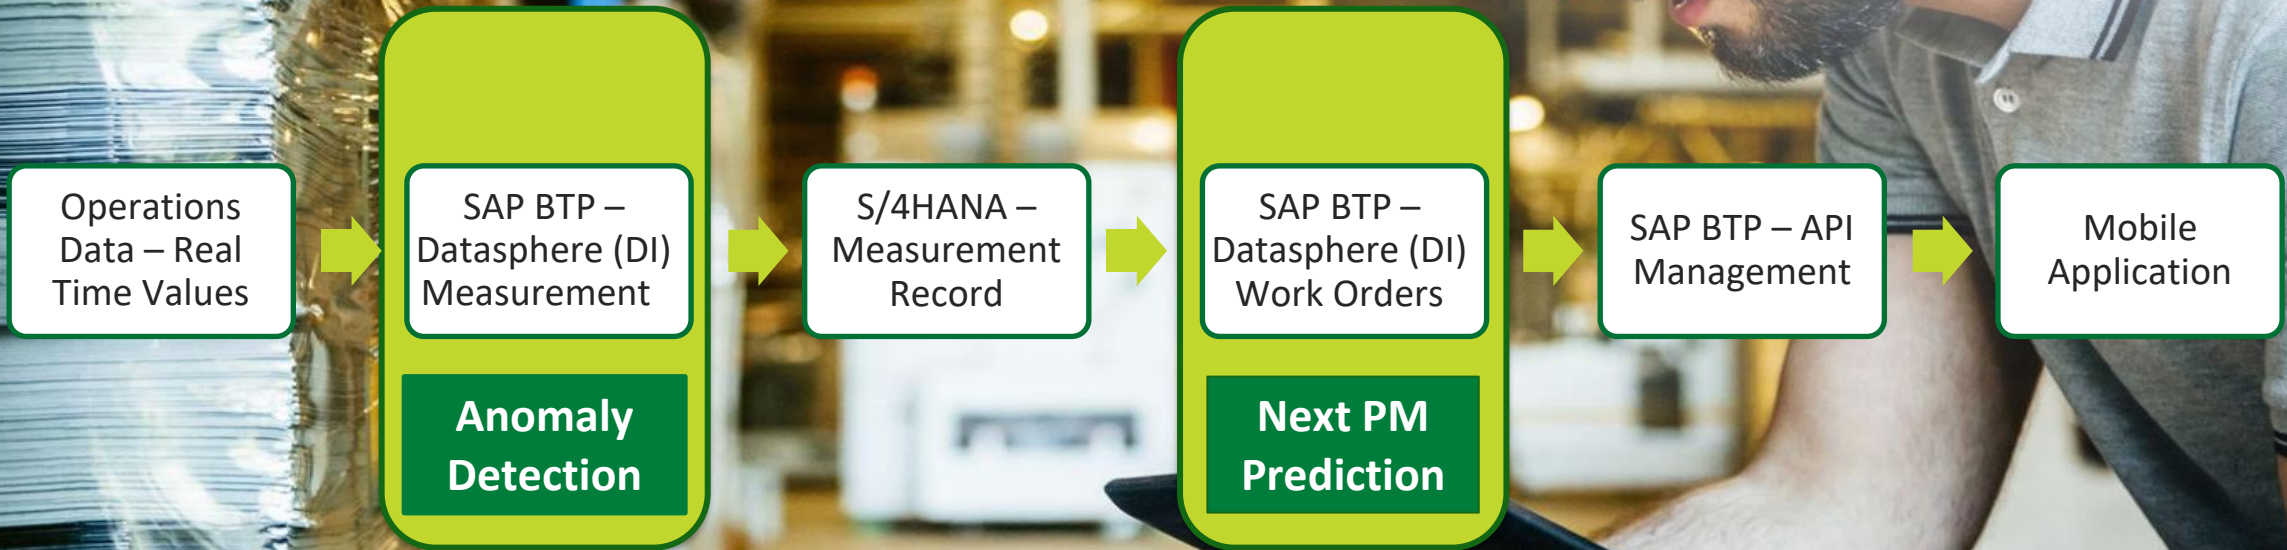 Operations
Data – Real
Time Values
SAP BTP –
Datasphere (DI)
Measurement
Anomaly
Detection
S/4HANA –
Measurement
Record
SAP BTP –
Datasphere (DI)
Work Orders
Next PM
Prediction
SAP BTP – API
Management
Mobile
Application